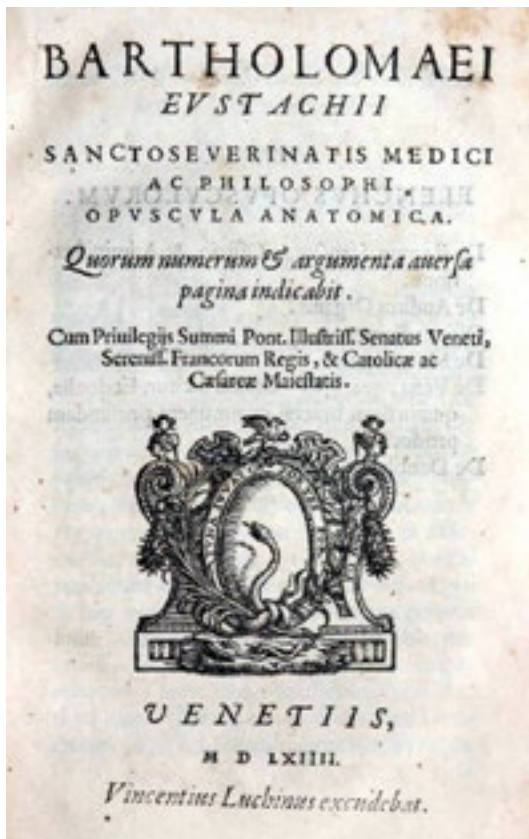 BARTHOLOMAEI
EVSTACHII
SANCTOSEVERINATIS MEDICI
AC PHILOSOPHI,
OPVSCVLA ANATOMICA.
Quorum numerum & argumenta auersa
pagina indicabit.
Cum Priuilegijs Summi Pont. Illustriss. Senatus Veneti,
Sereniss. Francorum Regis, & Catolicæ ac
Cæsareæ Maiestatis.
VENETIIS,
M D LXIIII.
Vincentius Luchinus excudebat.